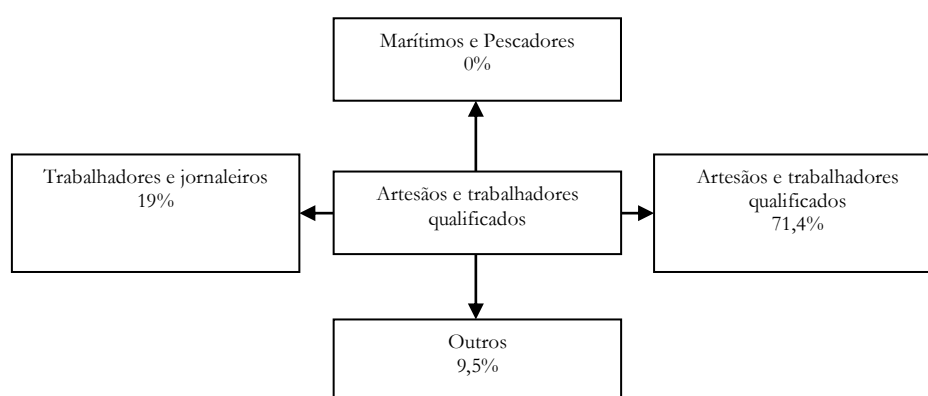 Marítimos e Pescadores
0%
Trabalhadores e jornaleiros
19%
Artesãos e trabalhadores
qualificados
Artesãos e trabalhadores
qualificados
71,4%
Outros
9,5%